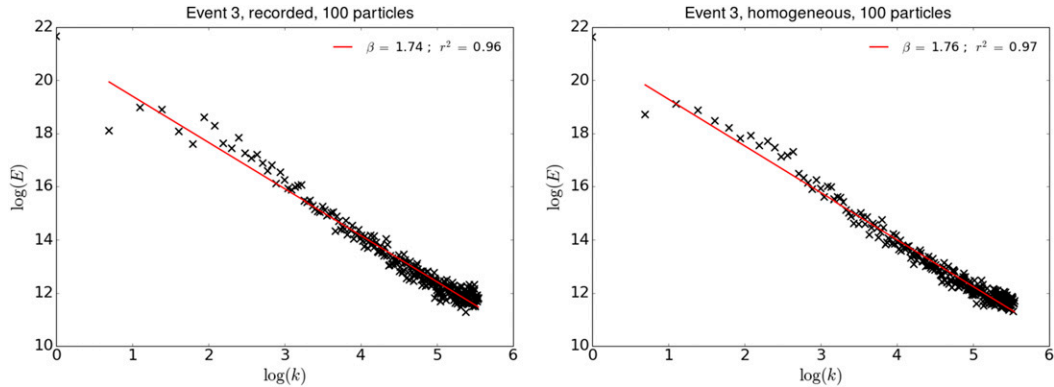 Event 3, recorded, 100 particles
22
20
18
16
14
12
10
log(E)
β = 1.74 ; r² = 0.96
0 1 2 3 4 5 6
log(k)
Event 3, homogeneous, 100 particles
22
20
18
16
14
12
10
log(E)
β = 1.76 ; r² = 0.97
0 1 2 3 4 5 6
log(k)